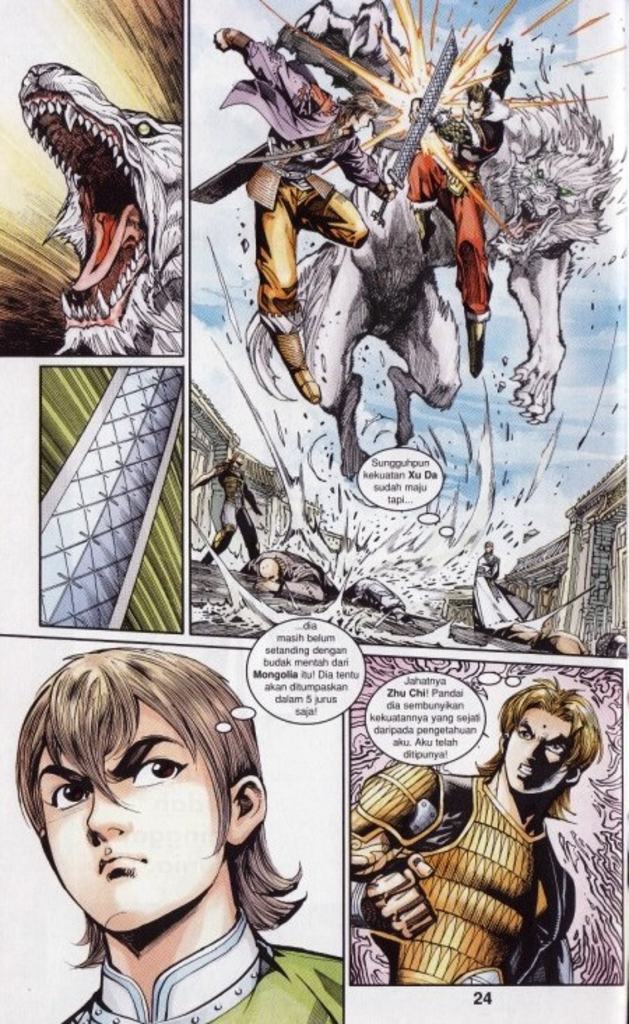 Sungguhpun
kekuatan Xu Da
sudah maju
tapi...
...dia
masih belum
setanding dengan
budak mentah dari
Mongolia itu! Dia tentu
akan ditumpaskan
dalam 5 jurus
saja!
Jahatnya
Zhu Chi! Pandai
dia sembunyikan
kekuatannya yang sejati
daripada pengetahuan
aku. Aku telah
ditipunya!
24